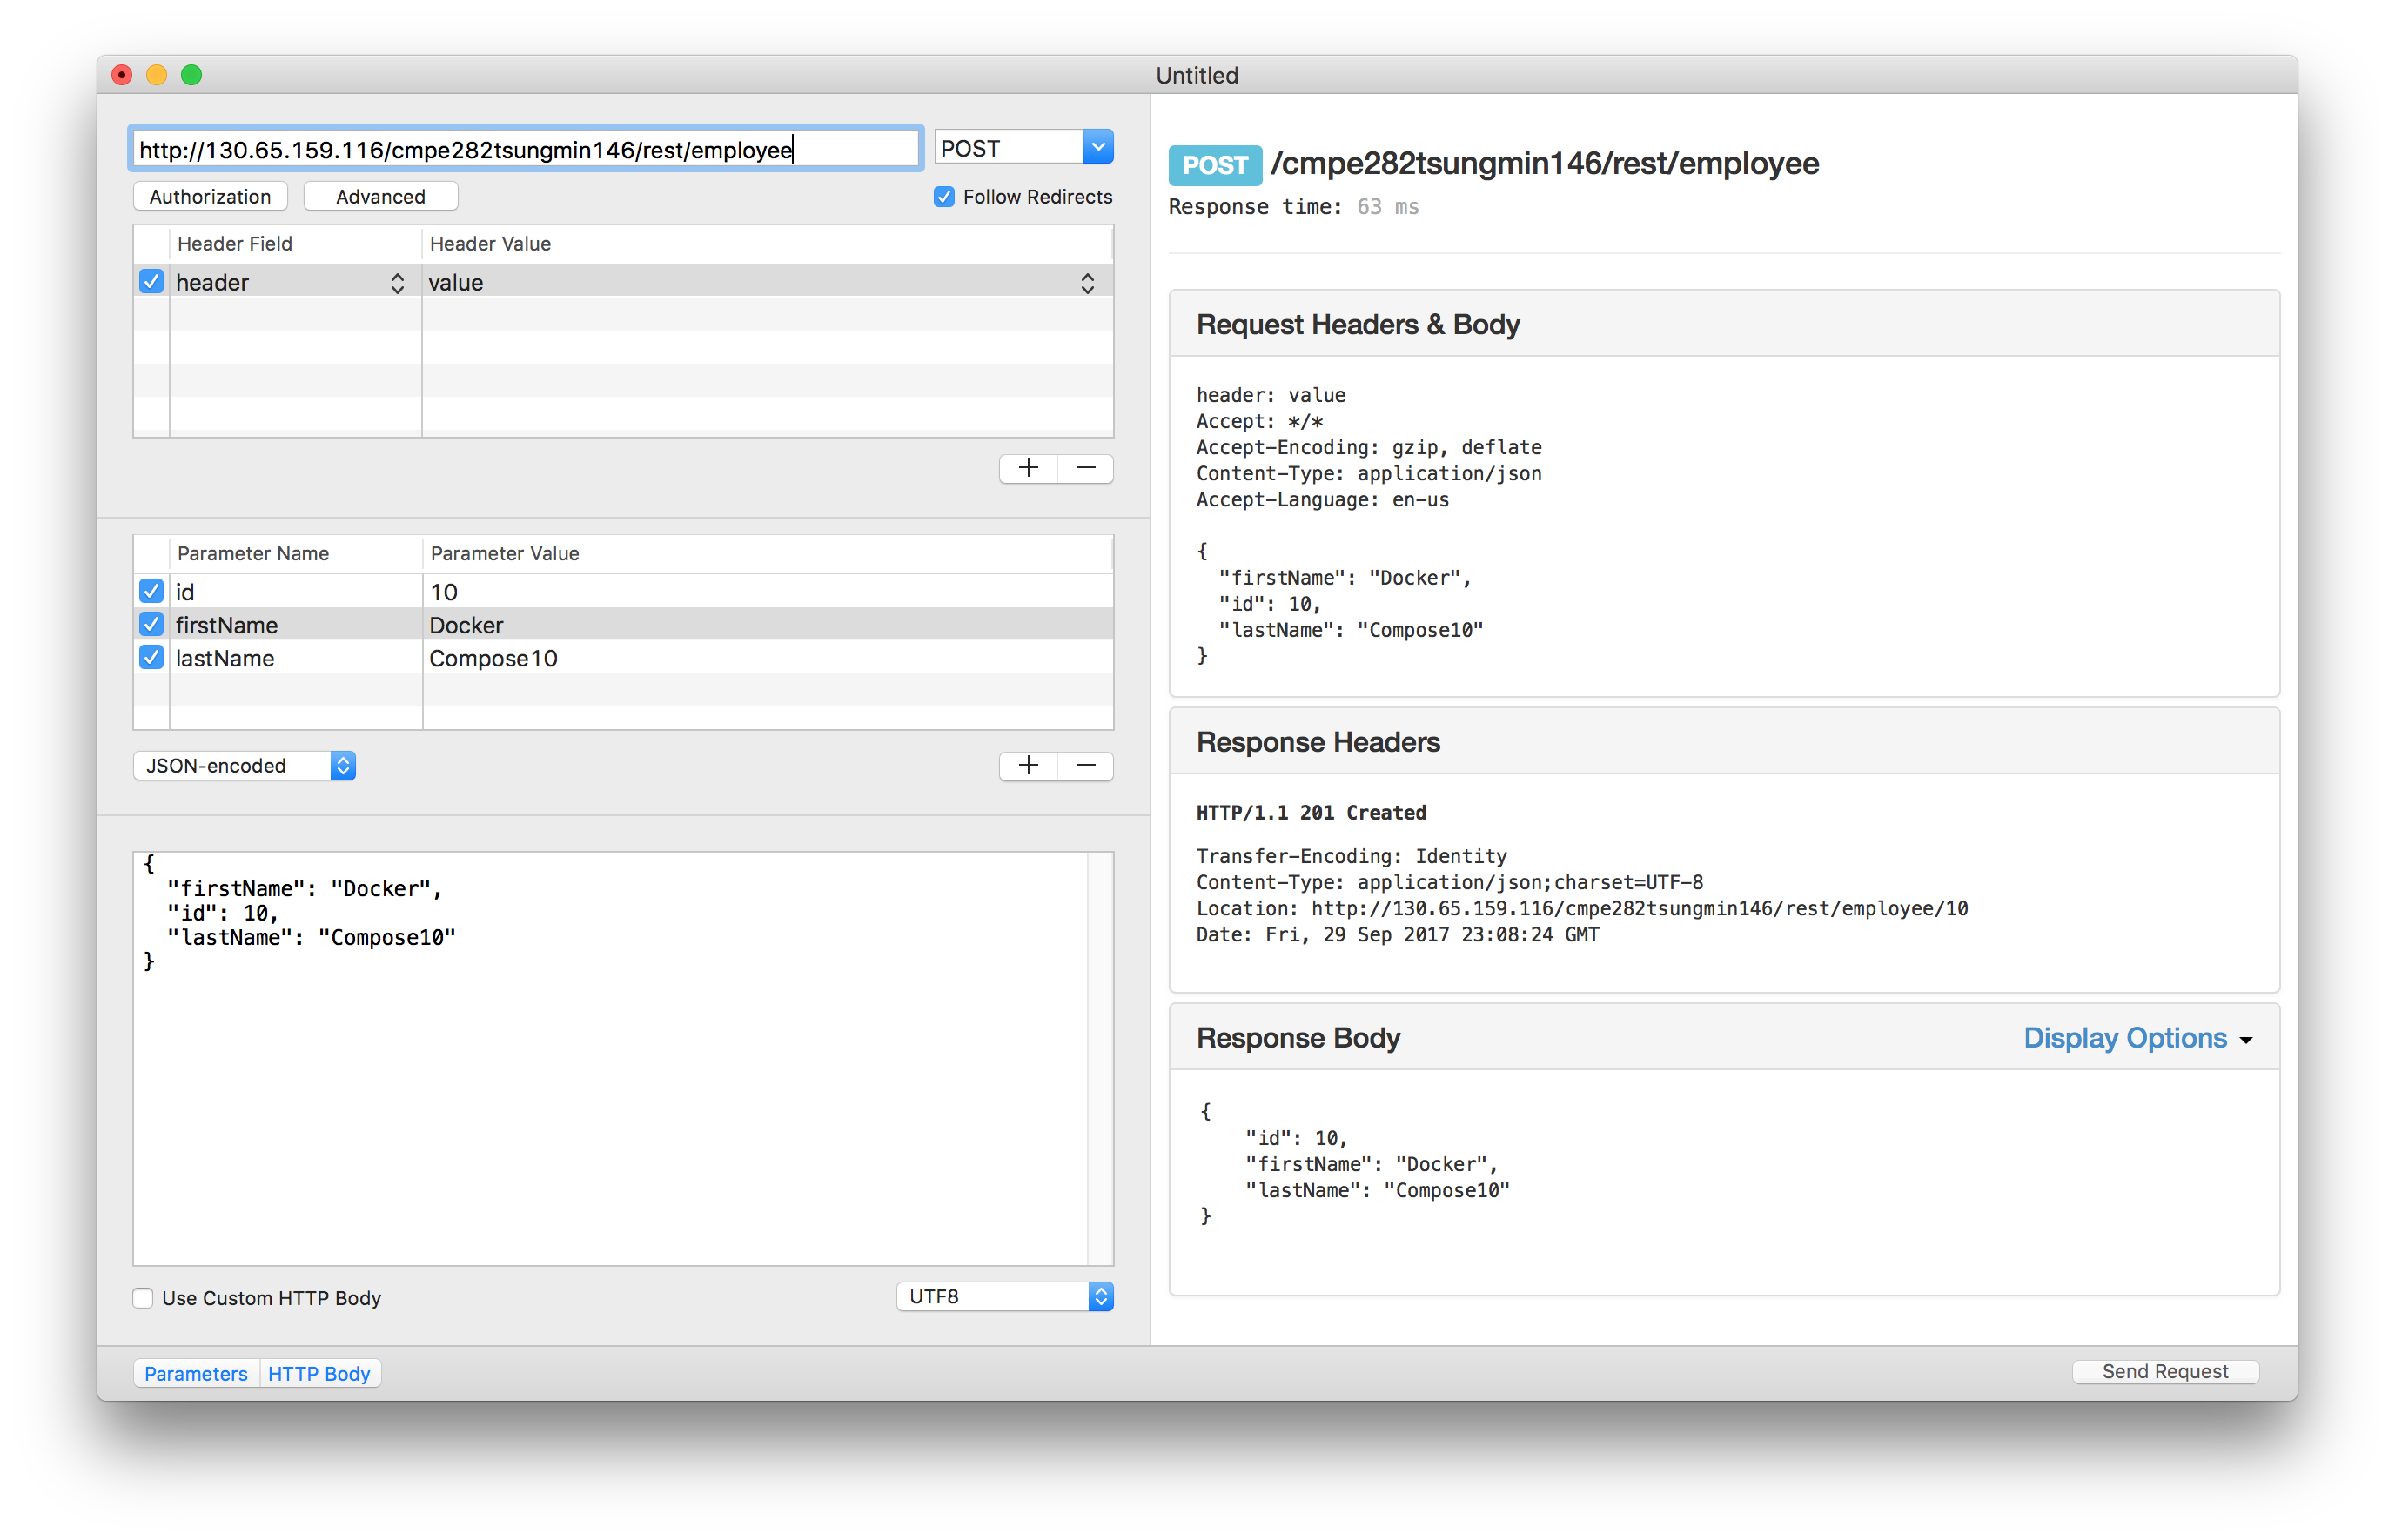 Untitled
http://130.65.159.116/cmpe282tsungmin146/rest/employee POST
Authorization Advanced Follow Redirects
Header Field Header Value
header value
Parameter Name Parameter Value
id 10
firstName Docker
lastName Compose10
JSON-encoded
{
  "firstName": "Docker",
  "id": 10,
  "lastName": "Compose10"
}
Use Custom HTTP Body UTF8
Parameters HTTP Body
POST /cmpe282tsungmin146/rest/employee
Response time: 63 ms
Request Headers & Body
header: value
Accept: */*
Accept-Encoding: gzip, deflate
Content-Type: application/json
Accept-Language: en-us
{
  "firstName": "Docker",
  "id": 10,
  "lastName": "Compose10"
}
Response Headers
HTTP/1.1 201 Created
Transfer-Encoding: Identity
Content-Type: application/json;charset=UTF-8
Location: http://130.65.159.116/cmpe282tsungmin146/rest/employee/10
Date: Fri, 29 Sep 2017 23:08:24 GMT
Response Body Display Options
{
    "id": 10,
    "firstName": "Docker",
    "lastName": "Compose10"
}
Send Request